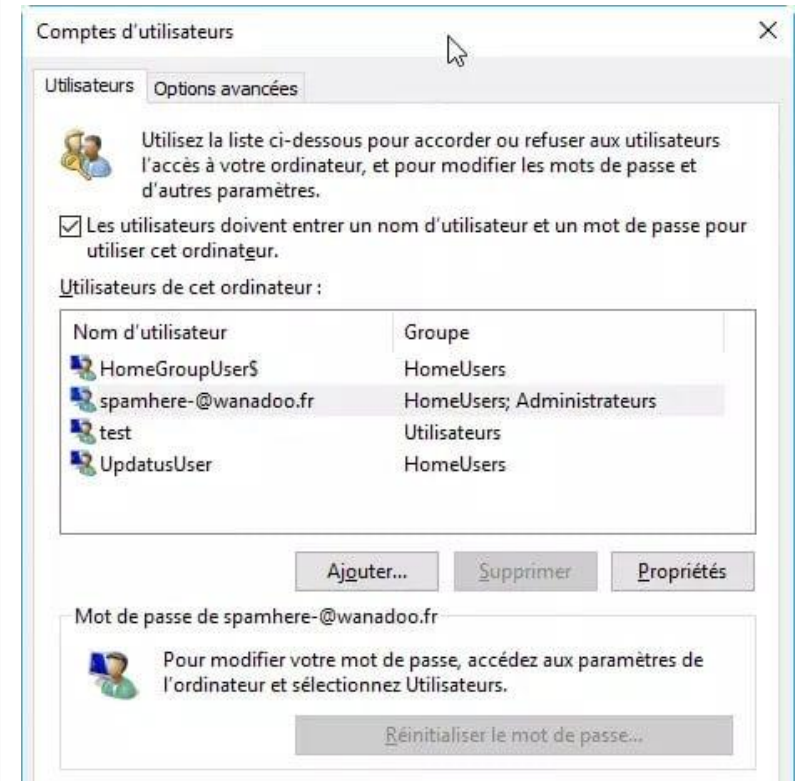 Comptes d'utilisateurs
Utilisateurs Options avancées
Utilisez la liste ci-dessous pour accorder ou refuser aux utilisateurs
l'accès à votre ordinateur, et pour modifier les mots de passe et
d'autres paramètres.
Les utilisateurs doivent entrer un nom d'utilisateur et un mot de passe pour
utiliser cet ordinateur.
Utilisateurs de cet ordinateur :
Nom d'utilisateur Groupe
HomeGroupUser$ HomeUsers
spamhere-@wanadoo.fr HomeUsers; Administrateurs
test Utilisateurs
UpdatusUser HomeUsers
Ajouter... Supprimer Propriétés
Mot de passe de spamhere-@wanadoo.fr
Pour modifier votre mot de passe, accédez aux paramètres de
l'ordinateur et sélectionnez Utilisateurs.
Réinitialiser le mot de passe...